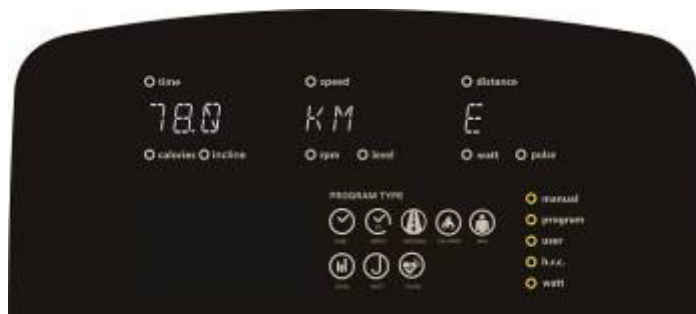 time speed distance
78.0 KM E
calories incline rpm level watt pulse
PROGRAM TYPE
manual
program
user
h.r.c.
watt